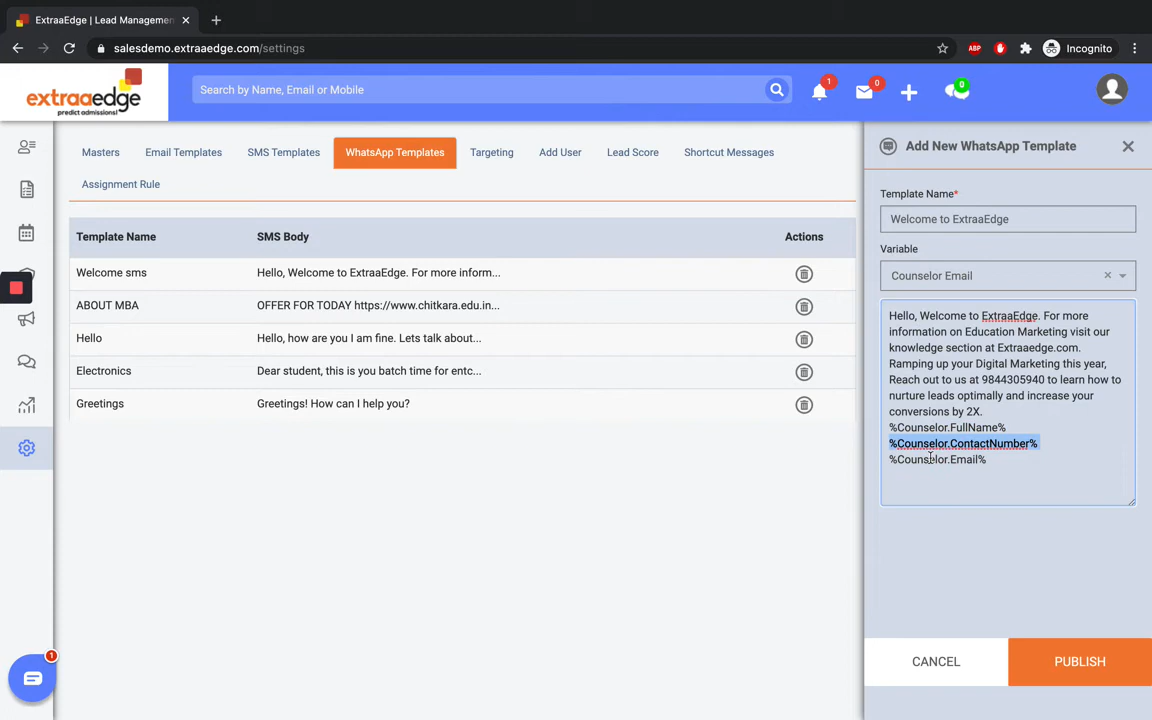 ExtraaEdge | Lead Managemen
salesdemo.extraaedge.com/settings
ABP
Incognito
extraaedge
predict admissions!
Search by Name, Email or Mobile
1
0
0
Masters
Email Templates
SMS Templates
WhatsApp Templates
Targeting
Add User
Lead Score
Shortcut Messages
Assignment Rule
Template Name
SMS Body
Actions
Welcome sms
Hello, Welcome to ExtraaEdge. For more inform...
ABOUT MBA
OFFER FOR TODAY https://www.chitkara.edu.in...
Hello
Hello, how are you I am fine. Lets talk about...
Electronics
Dear student, this is you batch time for entc...
Greetings
Greetings! How can I help you?
1
Add New WhatsApp Template
Template Name*
Welcome to ExtraaEdge
Variable
Counselor Email
Hello, Welcome to ExtraaEdge. For more
information on Education Marketing visit our
knowledge section at Extraaedge.com.
Ramping up your Digital Marketing this year,
Reach out to us at 9844305940 to learn how to
nurture leads optimally and increase your
conversions by 2X.
%Counselor.FullName%
%Counselor.ContactNumber%
%Counselor.Email%
CANCEL
PUBLISH